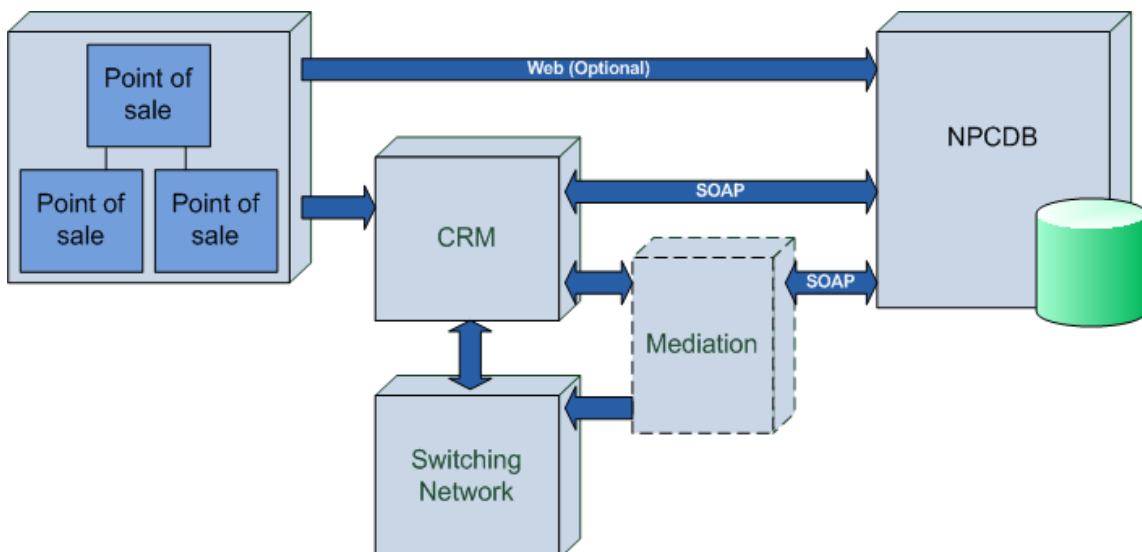 Point of
sale
Web (Optional)
NPCDB
Point of
sale
Point of
sale
SOAP
CRM
SOAP
Mediation
Switching
Network